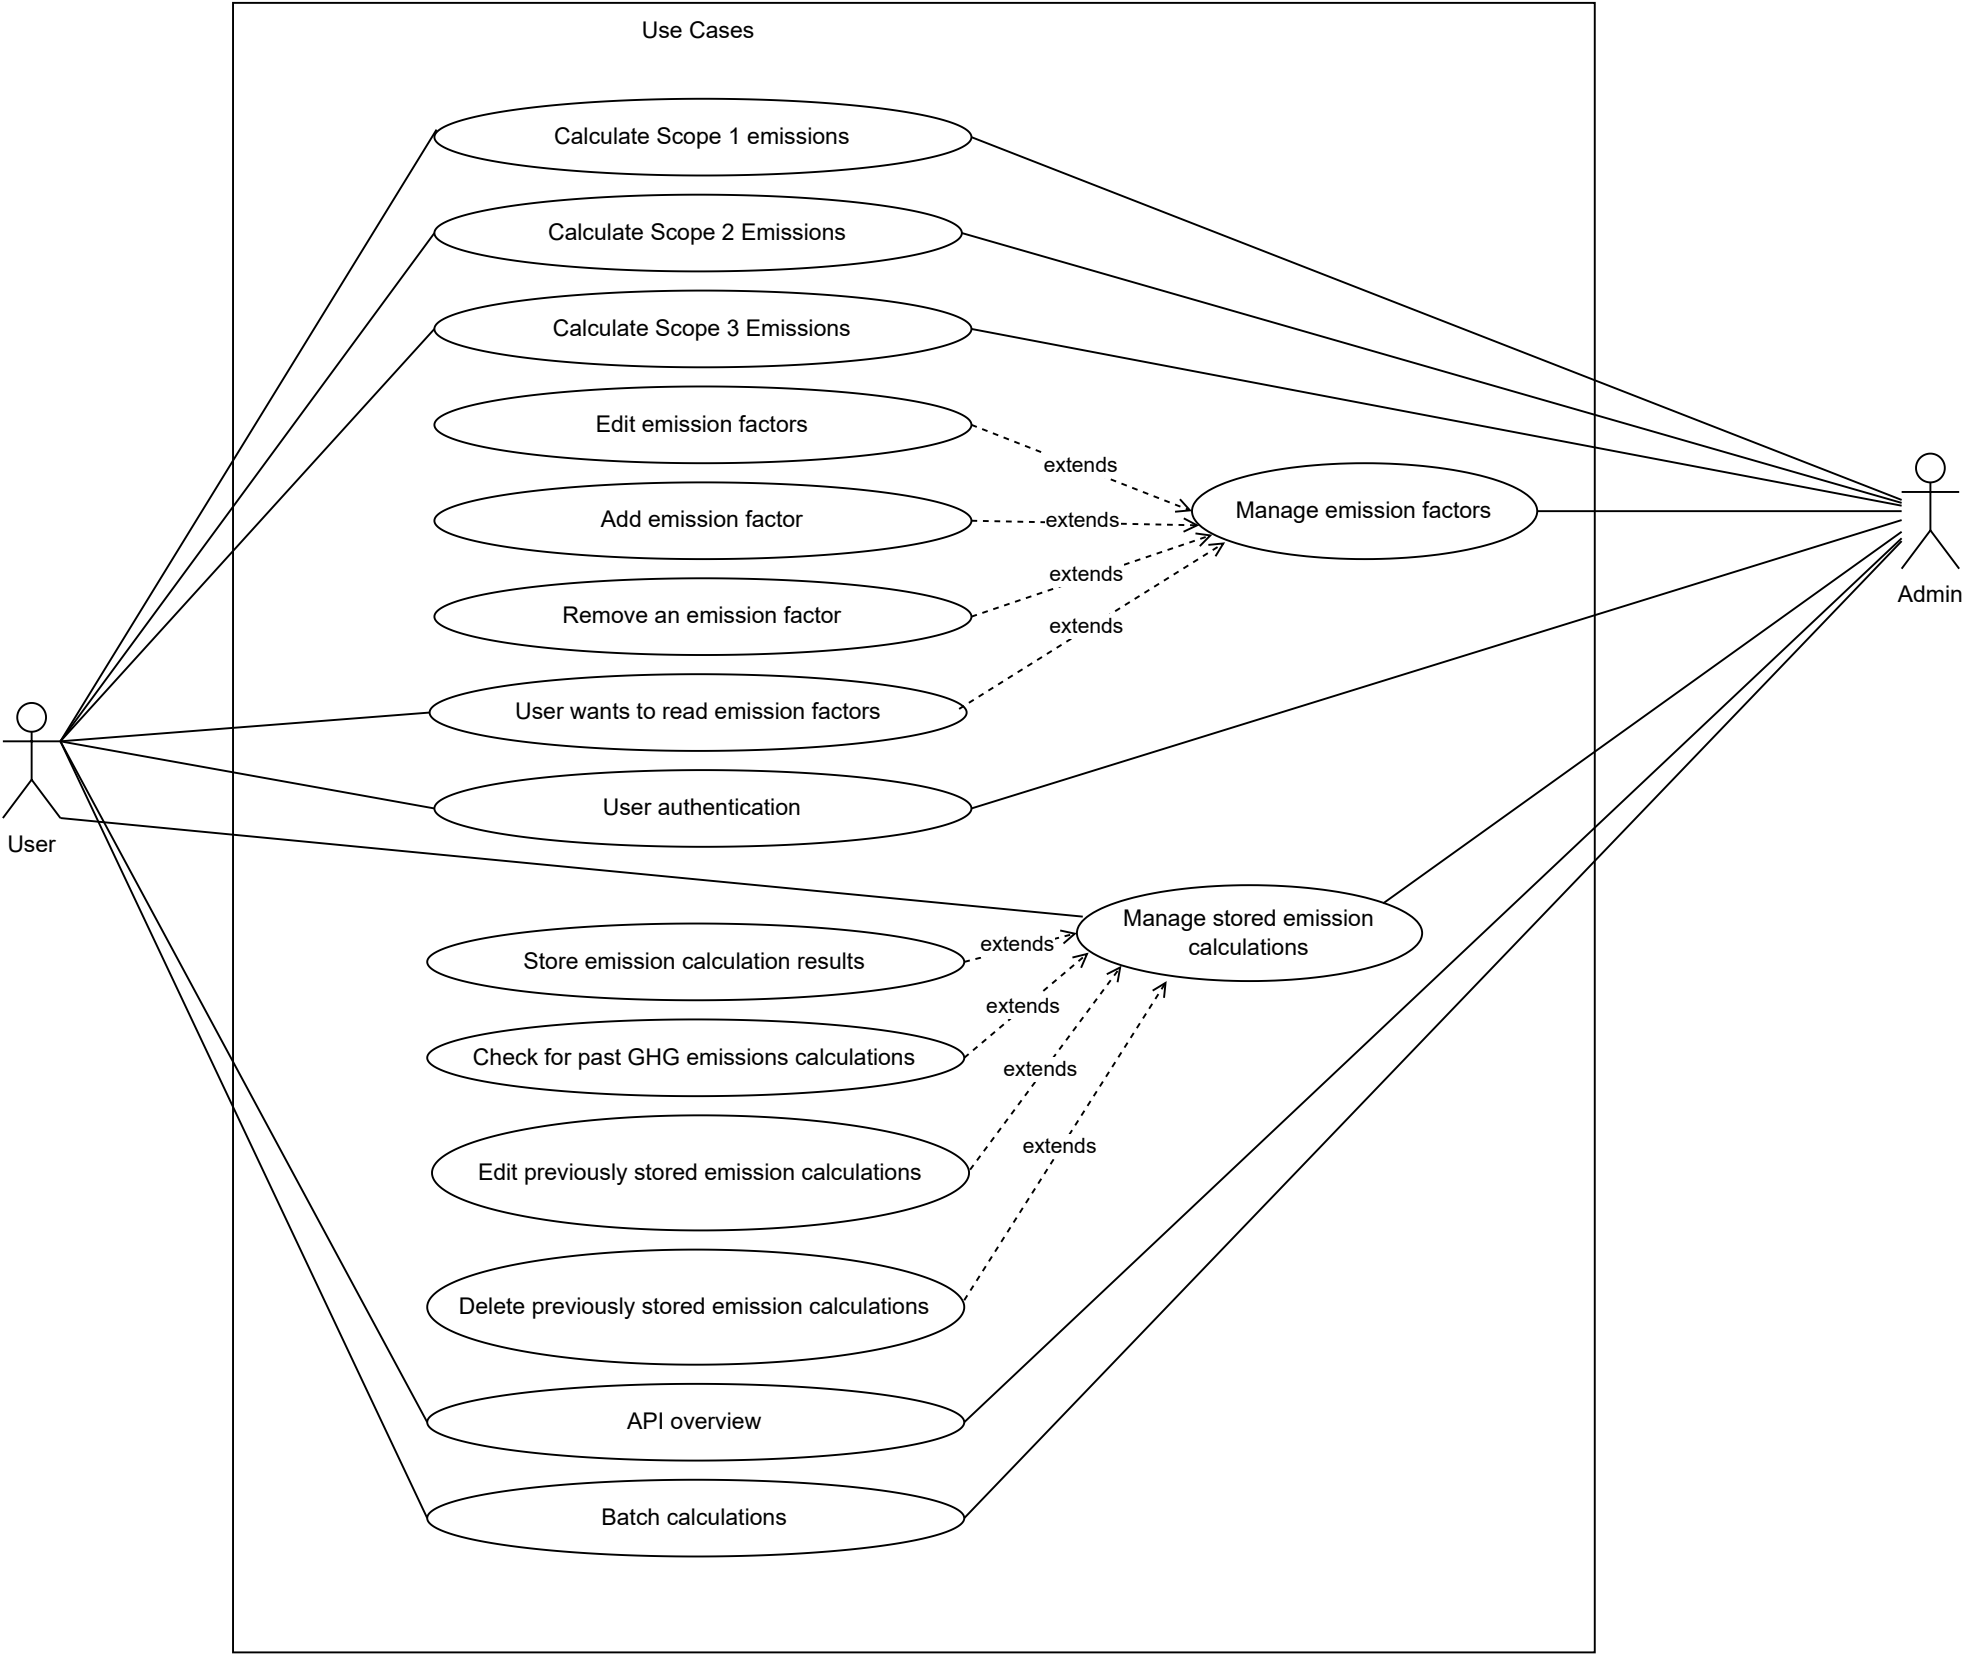 Use Cases
Calculate Scope 1 emissions
Calculate Scope 2 Emissions
Calculate Scope 3 Emissions
Edit emission factors
extends
Manage emission factors
Add emission factor
extends
Admin
Remove an emission factor
extends
extends
User wants to read emission factors
User authentication
User
Manage stored emission
calculations
Store emission calculation results
extends
Check for past GHG emissions calculations
extends
extends
Edit previously stored emission calculations
extends
Delete previously stored emission calculations
API overview
Batch calculations